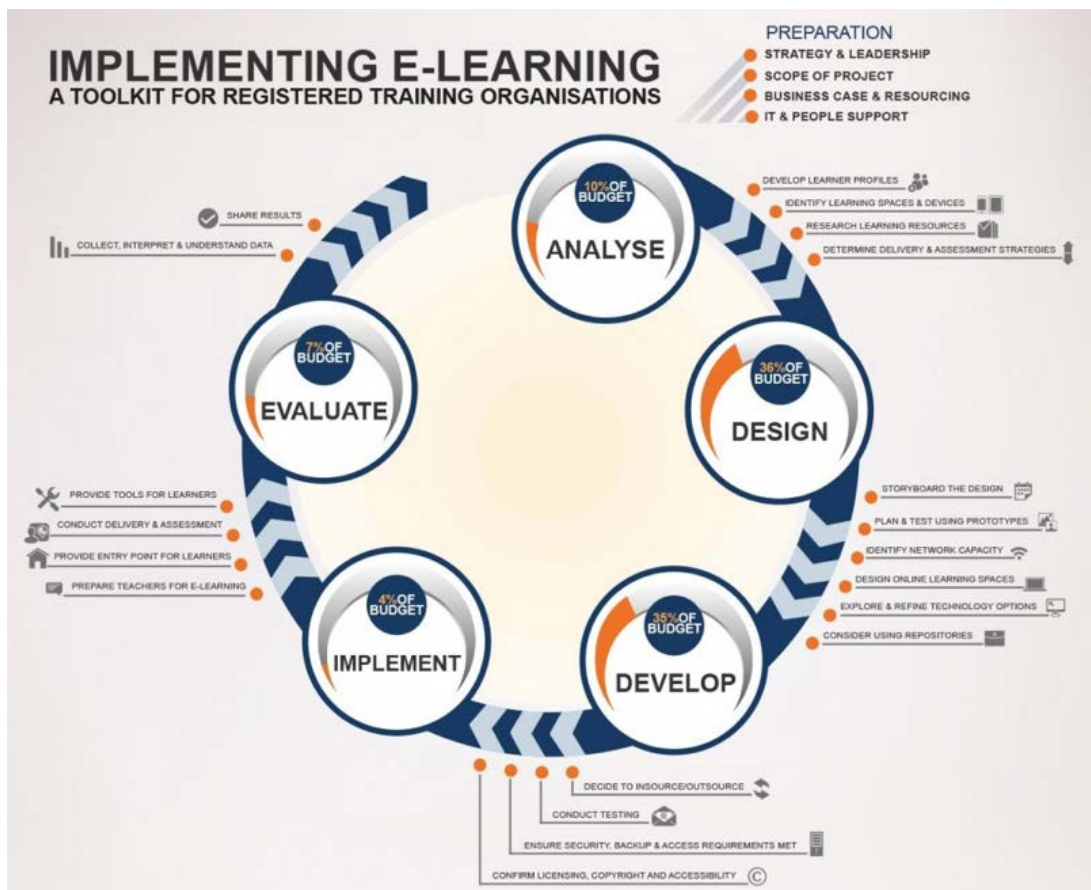 IMPLEMENTING E-LEARNING
A TOOLKIT FOR REGISTERED TRAINING ORGANISATIONS
PREPARATION
STRATEGY & LEADERSHIP
SCOPE OF PROJECT
BUSINESS CASE & RESOURCING
IT & PEOPLE SUPPORT
10% OF
BUDGET
ANALYSE
DEVELOP LEARNER PROFILES
IDENTIFY LEARNING SPACES & DEVICES
RESEARCH LEARNING RESOURCES
DETERMINE DELIVERY & ASSESSMENT STRATEGIES
36% OF
BUDGET
DESIGN
STORYBOARD THE DESIGN
PLAN & TEST USING PROTOTYPES
IDENTIFY NETWORK CAPACITY
DESIGN ONLINE LEARNING SPACES
EXPLORE & REFINE TECHNOLOGY OPTIONS
CONSIDER USING REPOSITORIES
35% OF
BUDGET
DEVELOP
DECIDE TO INSOURCE/OUTSOURCE
CONDUCT TESTING
ENSURE SECURITY, BACKUP & ACCESS REQUIREMENTS MET
CONFIRM LICENSING, COPYRIGHT AND ACCESSIBILITY ©
4% OF
BUDGET
IMPLEMENT
PROVIDE TOOLS FOR LEARNERS
CONDUCT DELIVERY & ASSESSMENT
PROVIDE ENTRY POINT FOR LEARNERS
PREPARE TEACHERS FOR E-LEARNING
7% OF
BUDGET
EVALUATE
SHARE RESULTS
COLLECT, INTERPRET & UNDERSTAND DATA